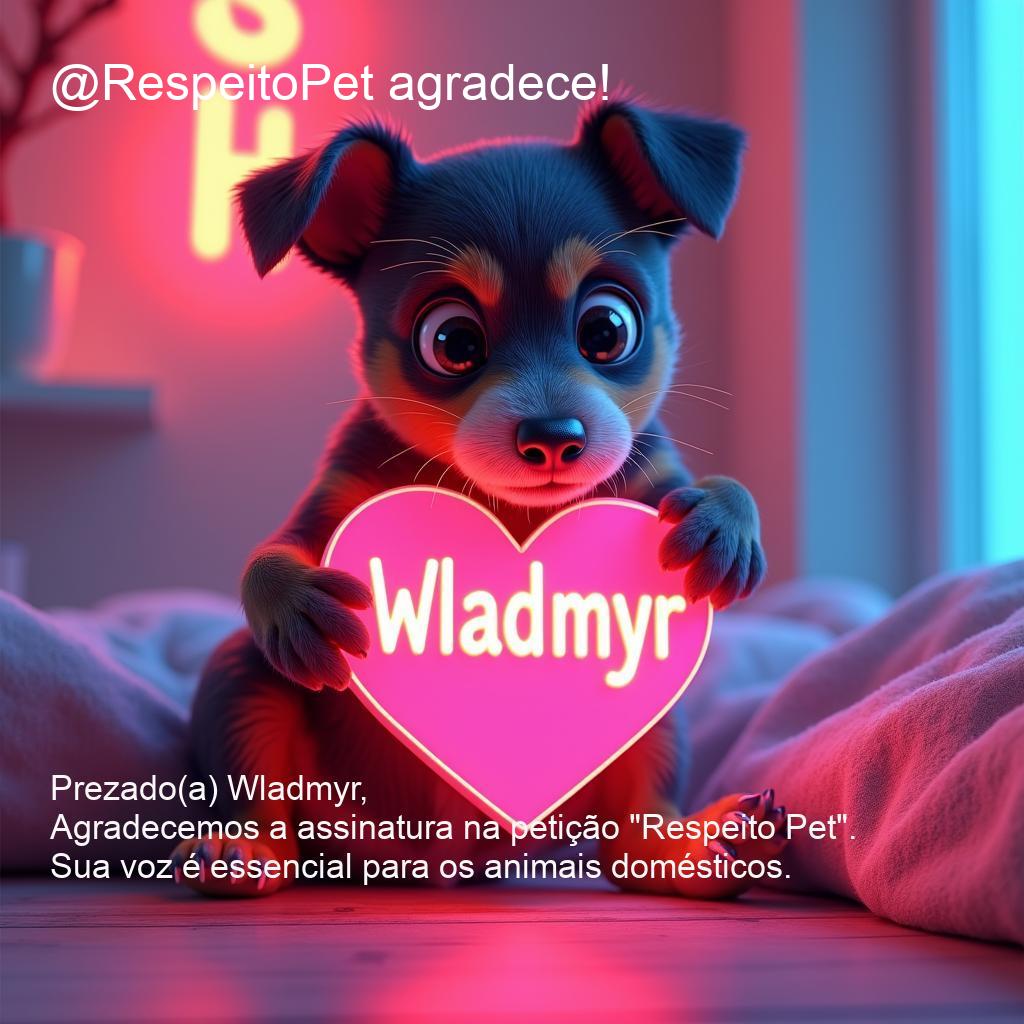 @RespeitoPet agradece!
Wladmyr
Prezado(a) Wladmyr,
Agradecemos a assinatura na petição "Respeito Pet".
Sua voz é essencial para os animais domésticos.